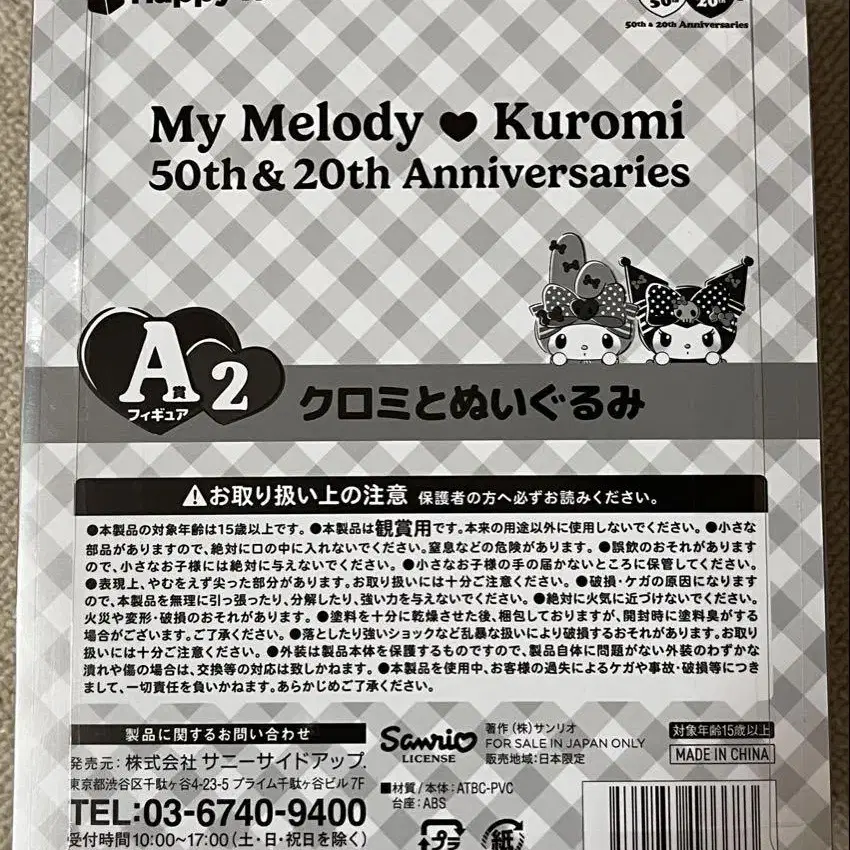 Happy
50th 20th
50th & 20th Anniversaries
My Melody ♥ Kuromi
50th & 20th Anniversaries
A賞 2
フィギュア
クロミとぬいぐるみ
⚠お取り扱い上の注意 保護者の方へ必ずお読みください。
●本製品の対象年齢は15歳以上です。●本製品は観賞用です。本来の用途以外に使用しないでください。●小さな
部品がありますので、絶対に口の中に入れないでください。窒息などの危険があります。●誤飲のおそれがあります
ので、小さなお子様には絶対に与えないでください。●小さなお子様の手の届かないところに保管してください。
●表現上、やむをえず尖った部分があります。お取り扱いには十分ご注意ください。●破損・ケガの原因になります
ので、本製品を無理に引っ張ったり、分解したり、強い力を与えないでください。●絶対に火気に近づけないでください。
火災や変形・破損のおそれがあります。●塗料を十分に乾燥させた後、梱包しておりますが、開封時に塗料臭がする
場合がございます。ご了承ください。●落としたり強いショックなど乱暴な扱いにより破損するおそれがあります。お取り
扱いには十分ご注意ください。●外装は製品本体を保護するものですので、製品自体に問題がない外装のわずかな
潰れや傷の場合は、交換等の対応は致しかねます。●本製品を使用中、お客様の過失によるケガや事故・破損等につき
まして、一切責任を負いかねます。あらかじめご了承ください。
製品に関するお問い合わせ
発売元：株式会社 サニーサイドアップ
東京都渋谷区千駄ヶ谷4-23-5 プライム千駄ヶ谷ビル 7F
TEL:03-6740-9400
受付時間10:00~17:00(土・日・祝日を除く)
Sanrio
LICENSE
著作(株)サンリオ
FOR SALE IN JAPAN ONLY
販売地域:日本限定
■材質/本体：ATBC-PVC
台座：ABS
プラ
紙
対象年齢15歳以上
MADE IN CHINA